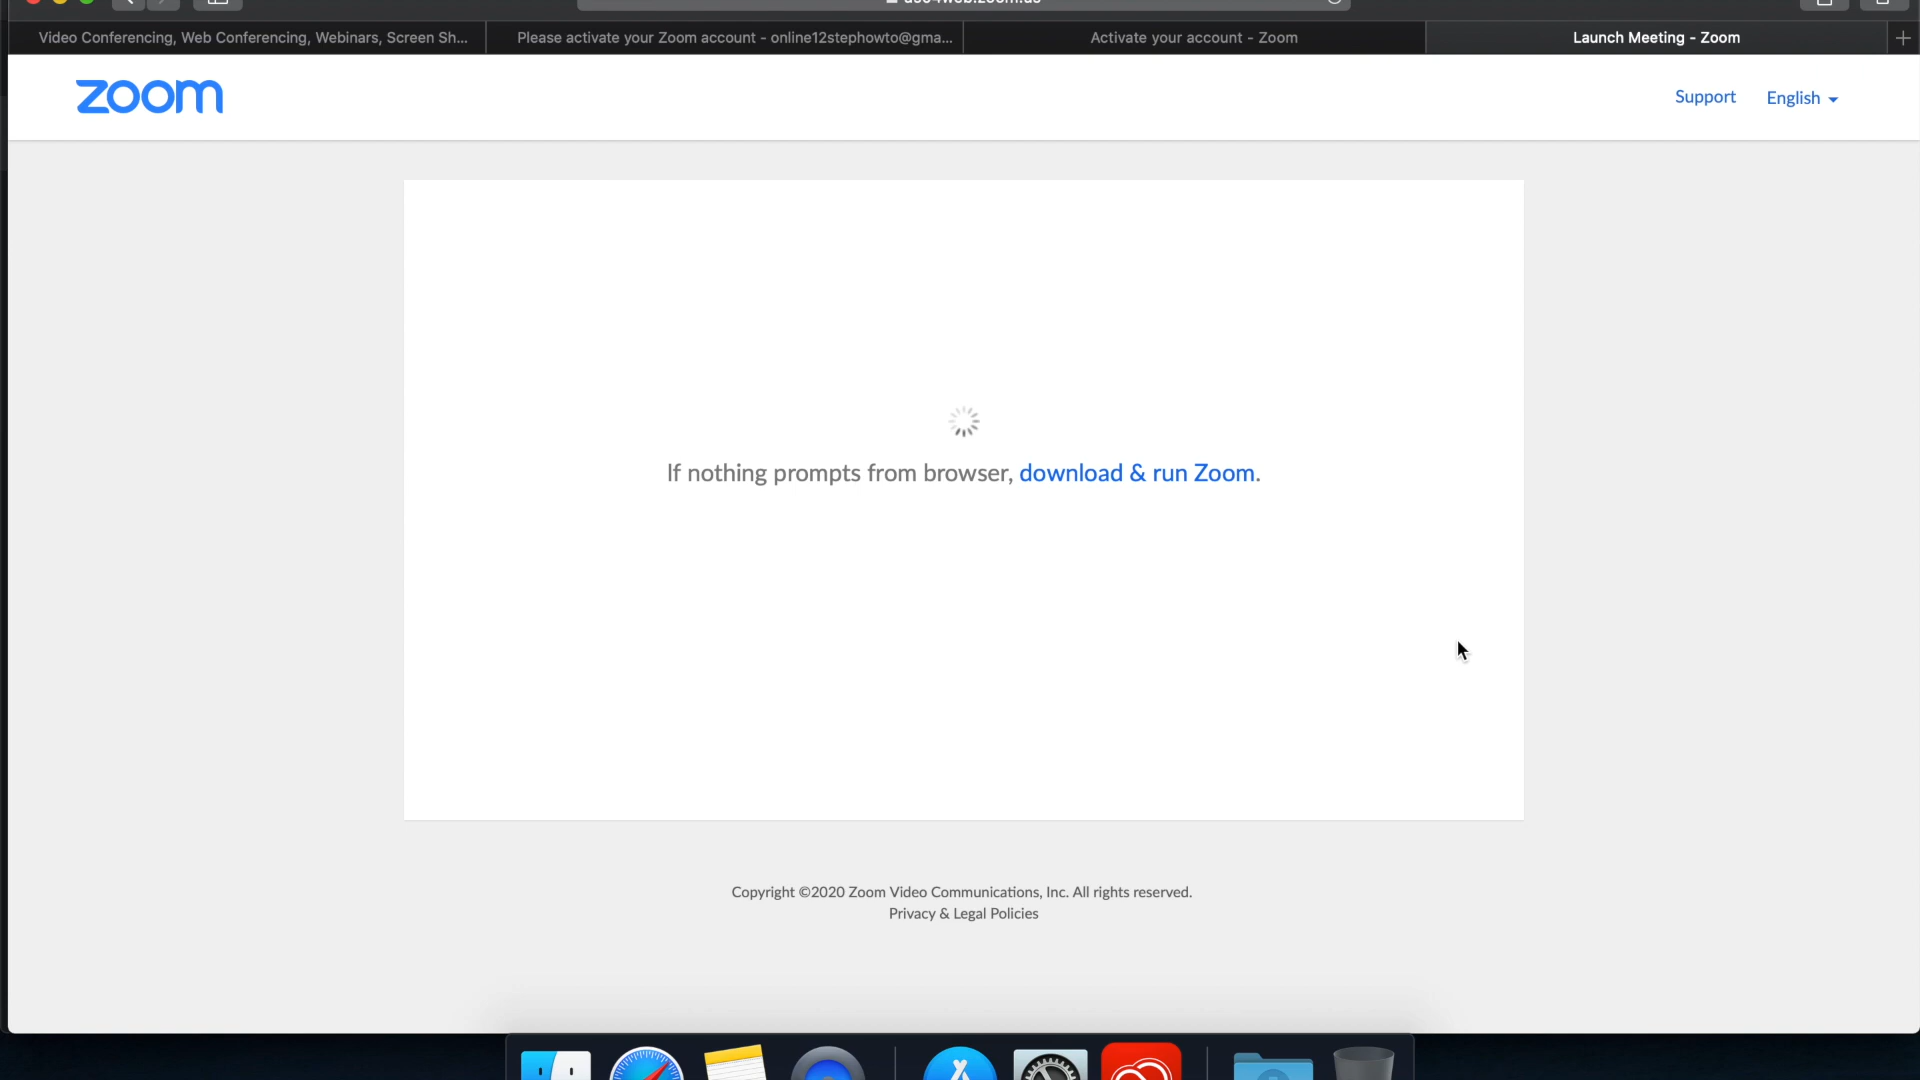 Video Conferencing, Web Conferencing, Webinars, Screen Sh...
Please activate your Zoom account - online12stephowto@gma...
Activate your account - Zoom
Launch Meeting - Zoom
zoom
Support
English
If nothing prompts from browser, download & run Zoom.
Copyright ©2020 Zoom Video Communications, Inc. All rights reserved.
Privacy & Legal Policies